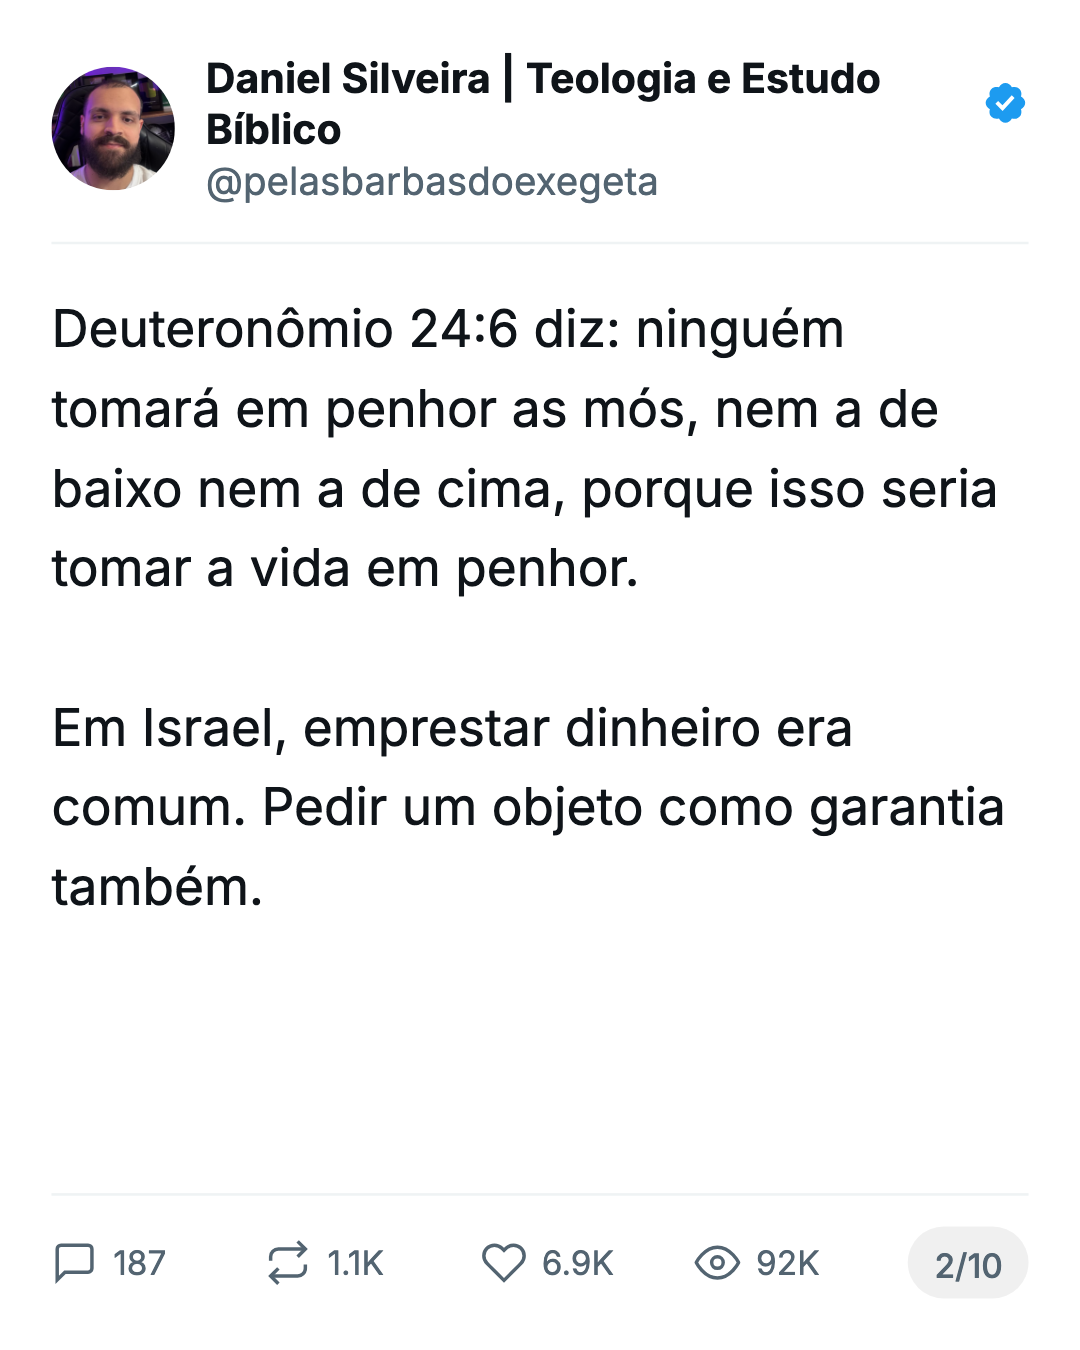 Daniel Silveira | Teologia e Estudo
Bíblico
@pelasbarbasdoexegeta
Deuteronômio 24:6 diz: ninguém
tomará em penhor as mós, nem a de
baixo nem a de cima, porque isso seria
tomar a vida em penhor.
Em Israel, emprestar dinheiro era
comum. Pedir um objeto como garantia
também.
187 1.1K 6.9K 92K 2/10